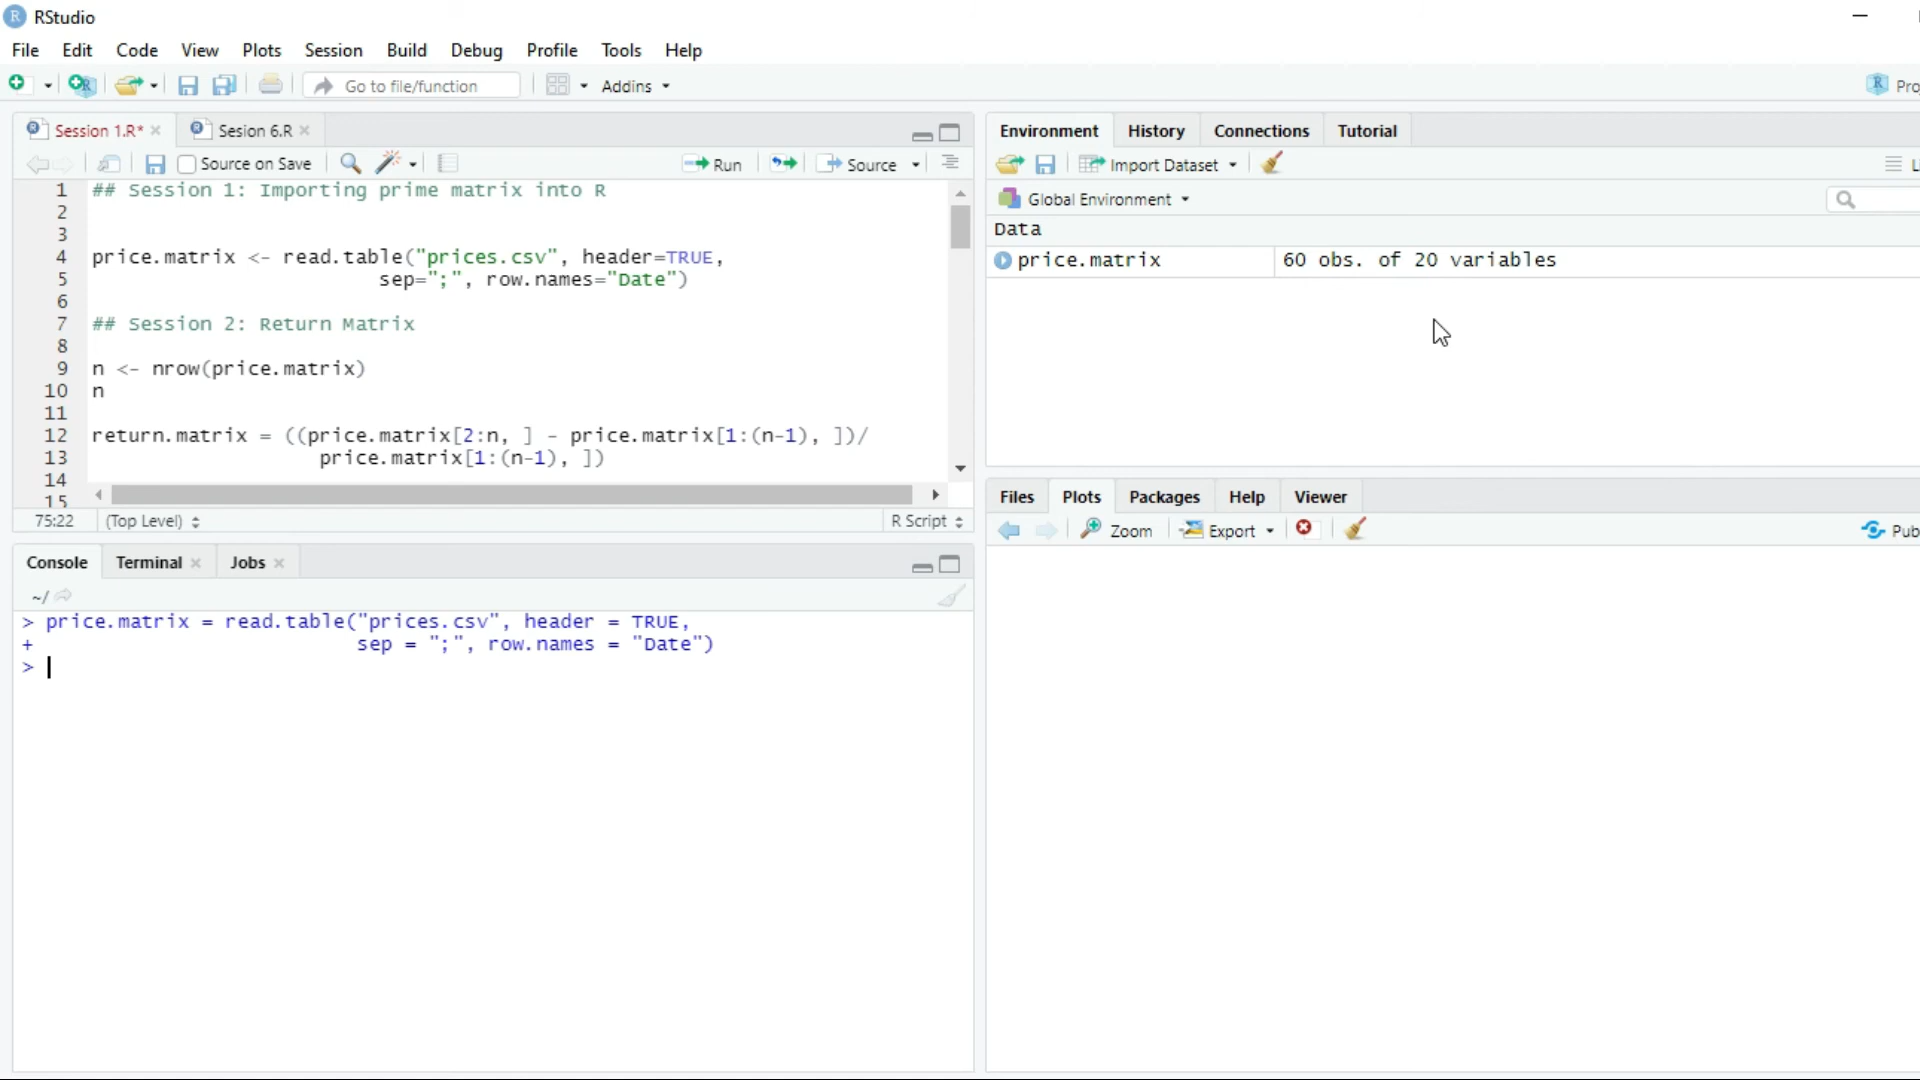 RStudio
File Edit Code View Plots Session Build Debug Profile Tools Help
Go to file/function Addins
Session 1.R* Sesion 6.R
Source on Save Run Source
1 ## Session 1: Importing prime matrix into R
2
3
4 price.matrix <- read.table("prices.csv", header=TRUE,
5 sep=";", row.names="Date")
6
7 ## Session 2: Return Matrix
8
9 n <- nrow(price.matrix)
10 n
11
12 return.matrix = ((price.matrix[2:n, ] - price.matrix[1:(n-1), ])/
13 price.matrix[1:(n-1), ])
14
15
75:22 (Top Level) R Script
Console Terminal Jobs
~/
> price.matrix = read.table("prices.csv", header = TRUE,
+ sep = ";", row.names = "Date")
>
Environment History Connections Tutorial
Import Dataset
Global Environment
Data
price.matrix 60 obs. of 20 variables
Files Plots Packages Help Viewer
Zoom Export